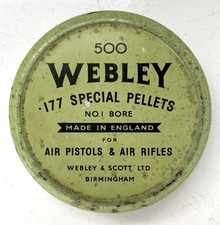 500
WEBLEY
·177 SPECIAL PELLETS
NO. 1 BORE
MADE IN ENGLAND
FOR
AIR PISTOLS & AIR RIFLES
WEBLEY & SCOTT LTD
BIRMINGHAM